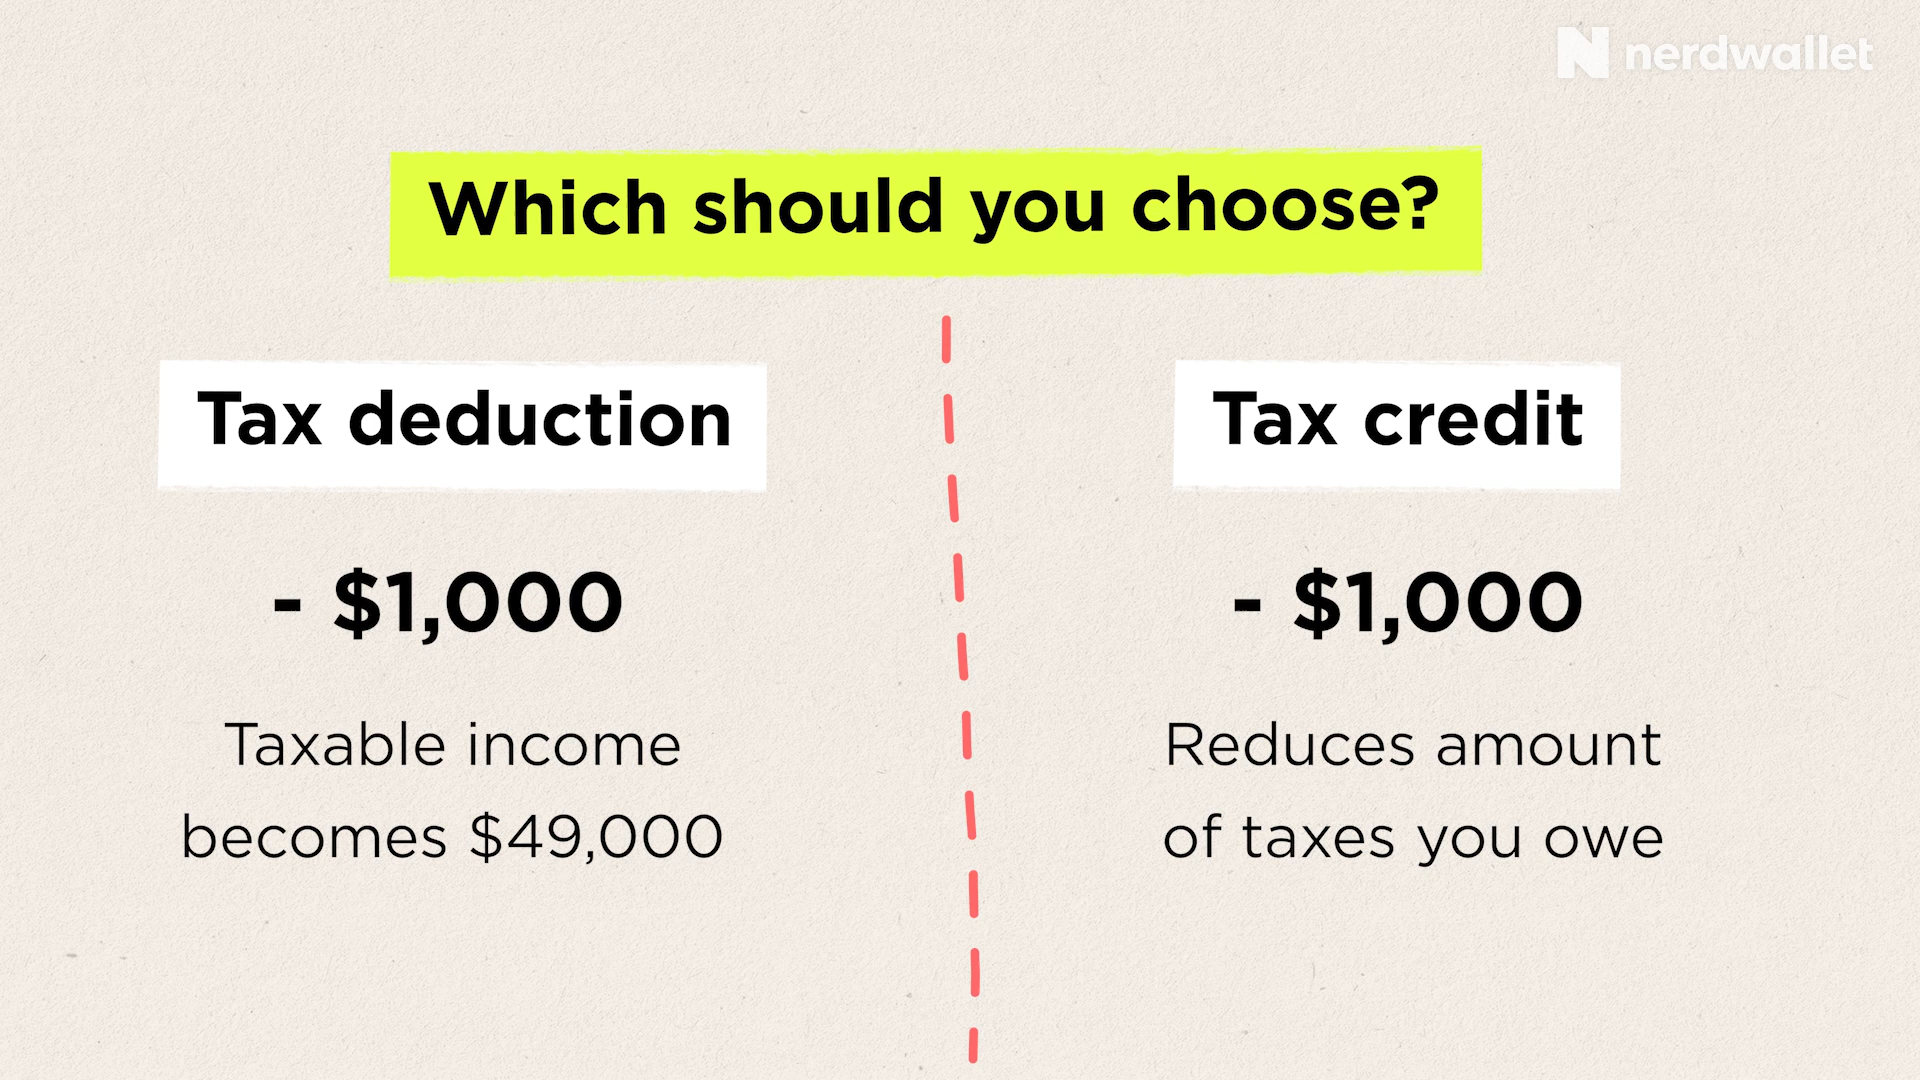 nerdwallet
Which should you choose?
Tax deduction
- $1,000
Taxable income
becomes $49,000
Tax credit
- $1,000
Reduces amount
of taxes you owe